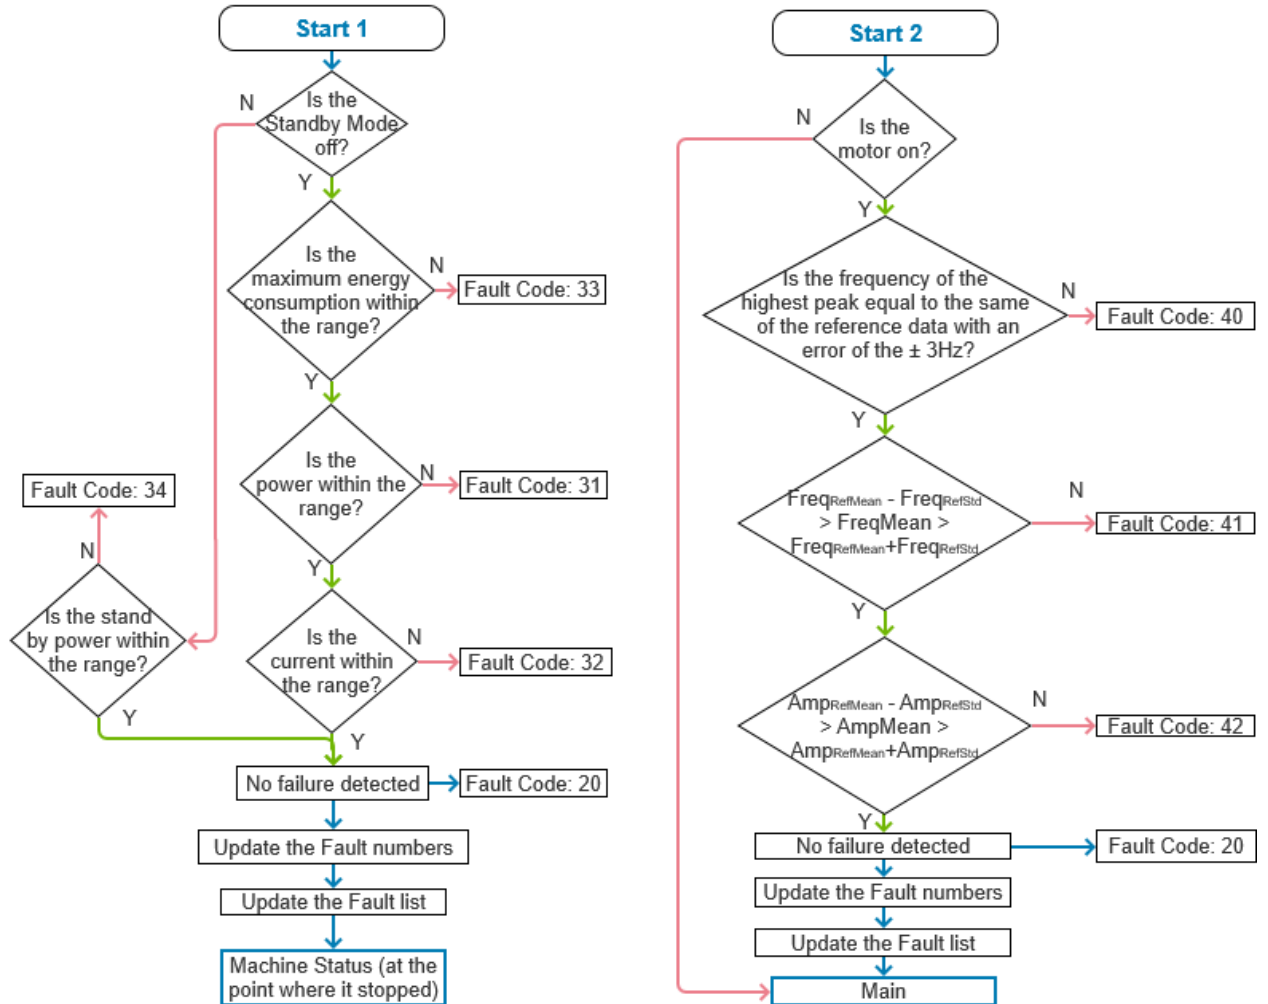 Start 1
N
Is the
Standby Mode
off?
Y
Is the
maximum energy
consumption within
the range?
N
Fault Code: 33
Y
Is the
power within the
range?
N
Fault Code: 31
Y
Fault Code: 34
N
Is the stand
by power within
the range?
Y
Is the
current within
the range?
N
Fault Code: 32
Y
No failure detected
Fault Code: 20
Update the Fault numbers
Update the Fault list
Machine Status (at the
point where it stopped)
Start 2
N
Is the
motor on?
Y
Is the frequency of the
highest peak equal to the same
of the reference data with an
error of the ± 3Hz?
N
Fault Code: 40
Y
FreqRefMean - FreqRefStd
> FreqMean >
FreqRefMean+FreqRefStd
N
Fault Code: 41
Y
AmpRefMean - AmpRefStd
> AmpMean >
AmpRefMean+AmpRefStd
N
Fault Code: 42
Y
No failure detected
Fault Code: 20
Update the Fault numbers
Update the Fault list
Main